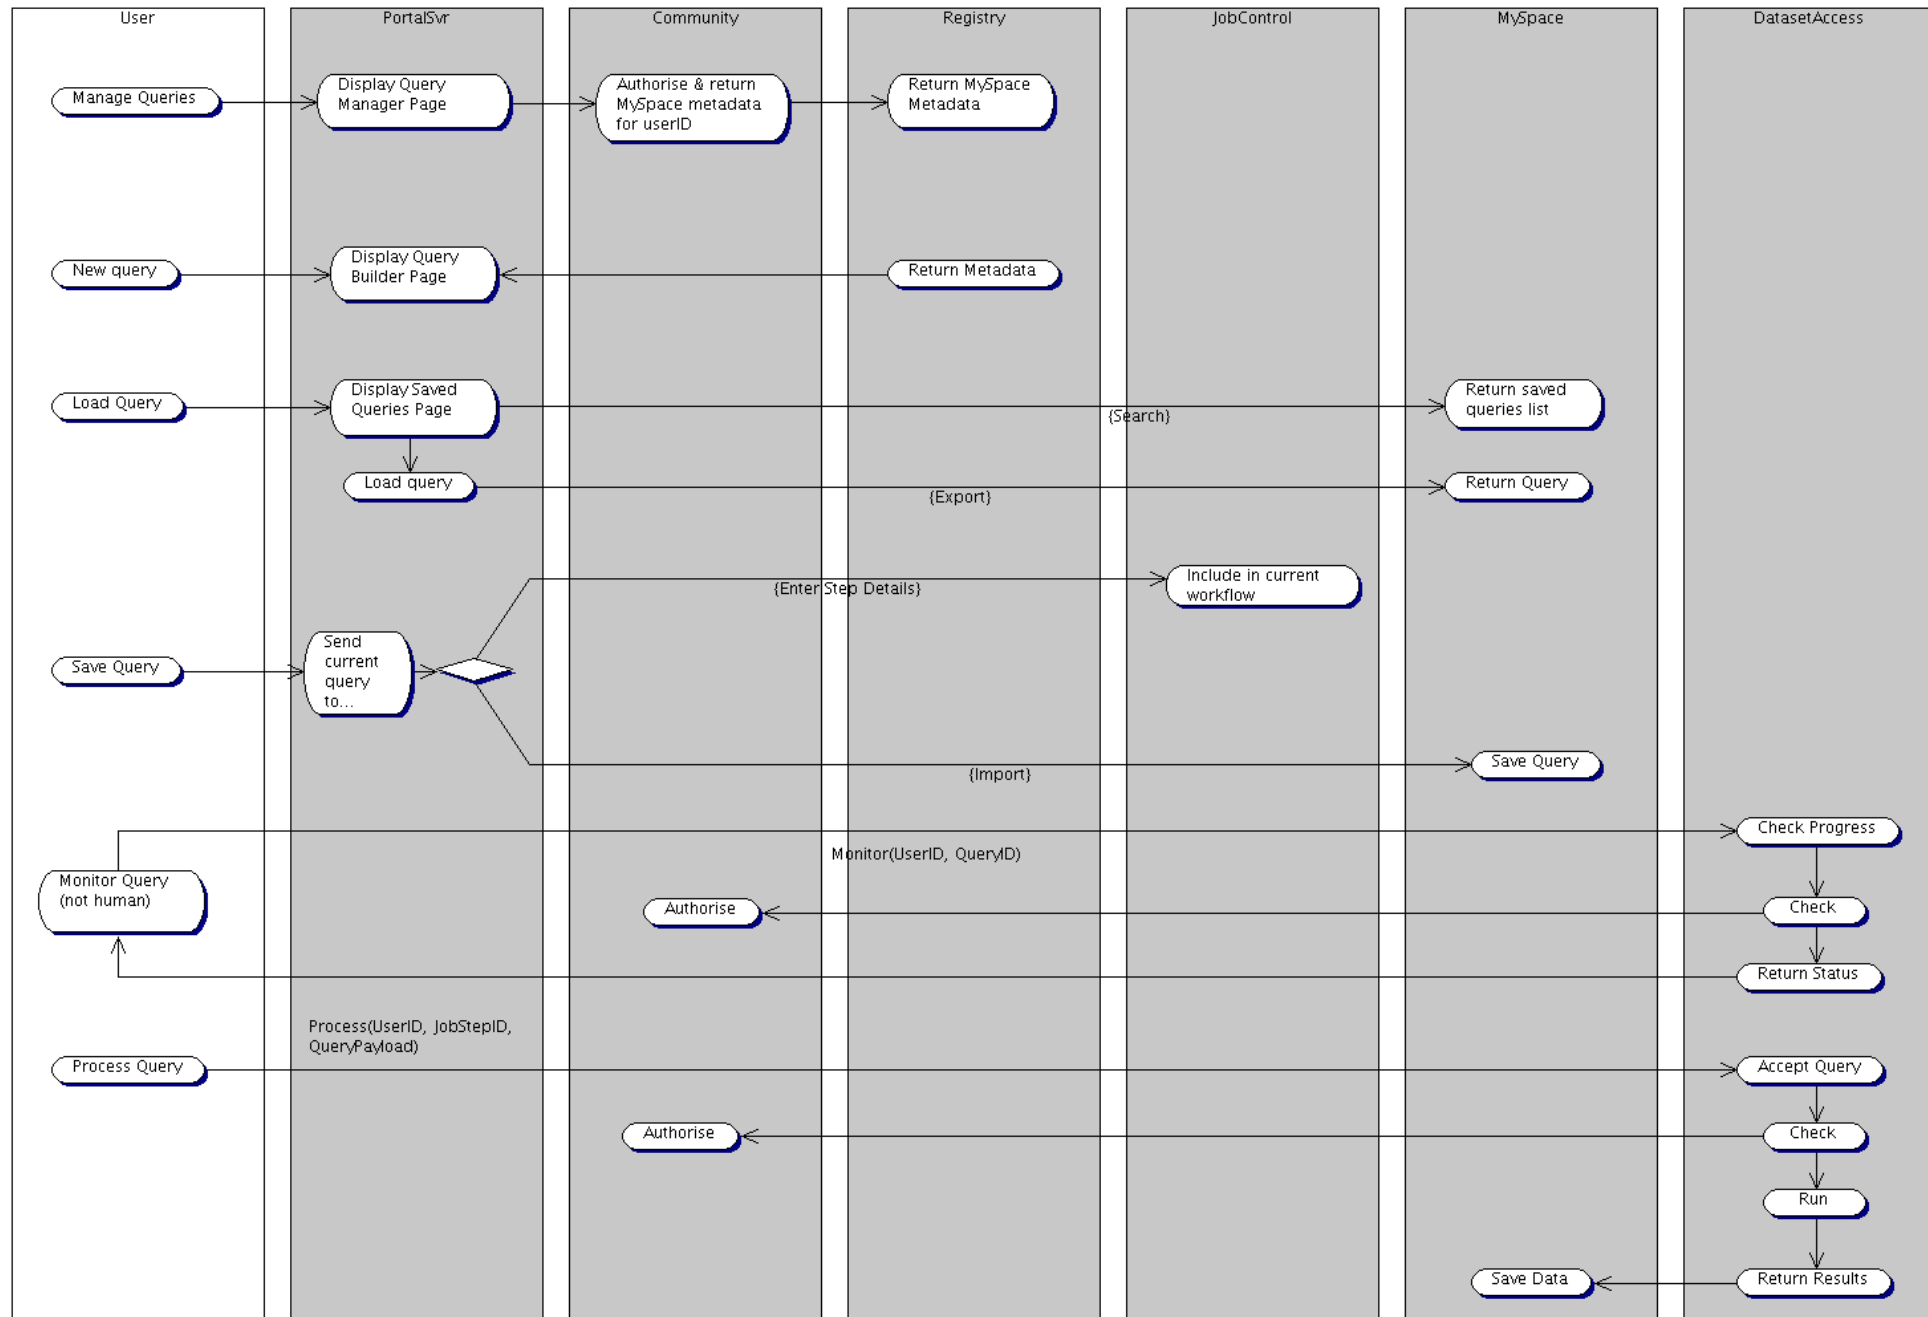 User
PortalSvr
Community
Registry
JobControl
MySpace
DatasetAccess
Manage Queries
Display Query
Manager Page
Authorise & return
MySpace metadata
for userID
Return MySpace
Metadata
New query
Display Query
Builder Page
Return Metadata
Load Query
Display Saved
Queries Page
{Search}
Return saved
queries list
Load query
{Export}
Return Query
{Enter Step Details}
Include in current
workflow
Save Query
Send
current
query
to...
{Import}
Save Query
Check Progress
Monitor(UserID, QueryID)
Monitor Query
(not human)
Authorise
Check
Return Status
Process(UserID, JobStepID,
QueryPayload)
Process Query
Accept Query
Authorise
Check
Run
Save Data
Return Results